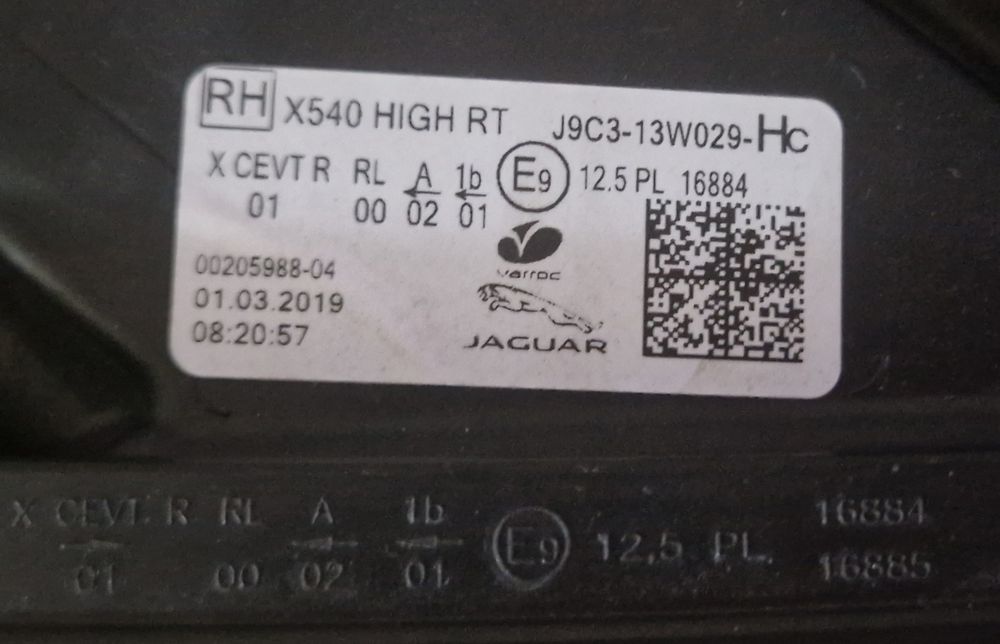 RH X540 HIGH RT J9C3-13W029-Hc
X CEVT R RL A 1b E9 12.5 PL 16884
01 00 02 01
00205988-04
01.03.2019
08:20:57
varroc
JAGUAR
X CEVT R RL A 1b E9 12,5 PL 16884
01 00 02 01 16885